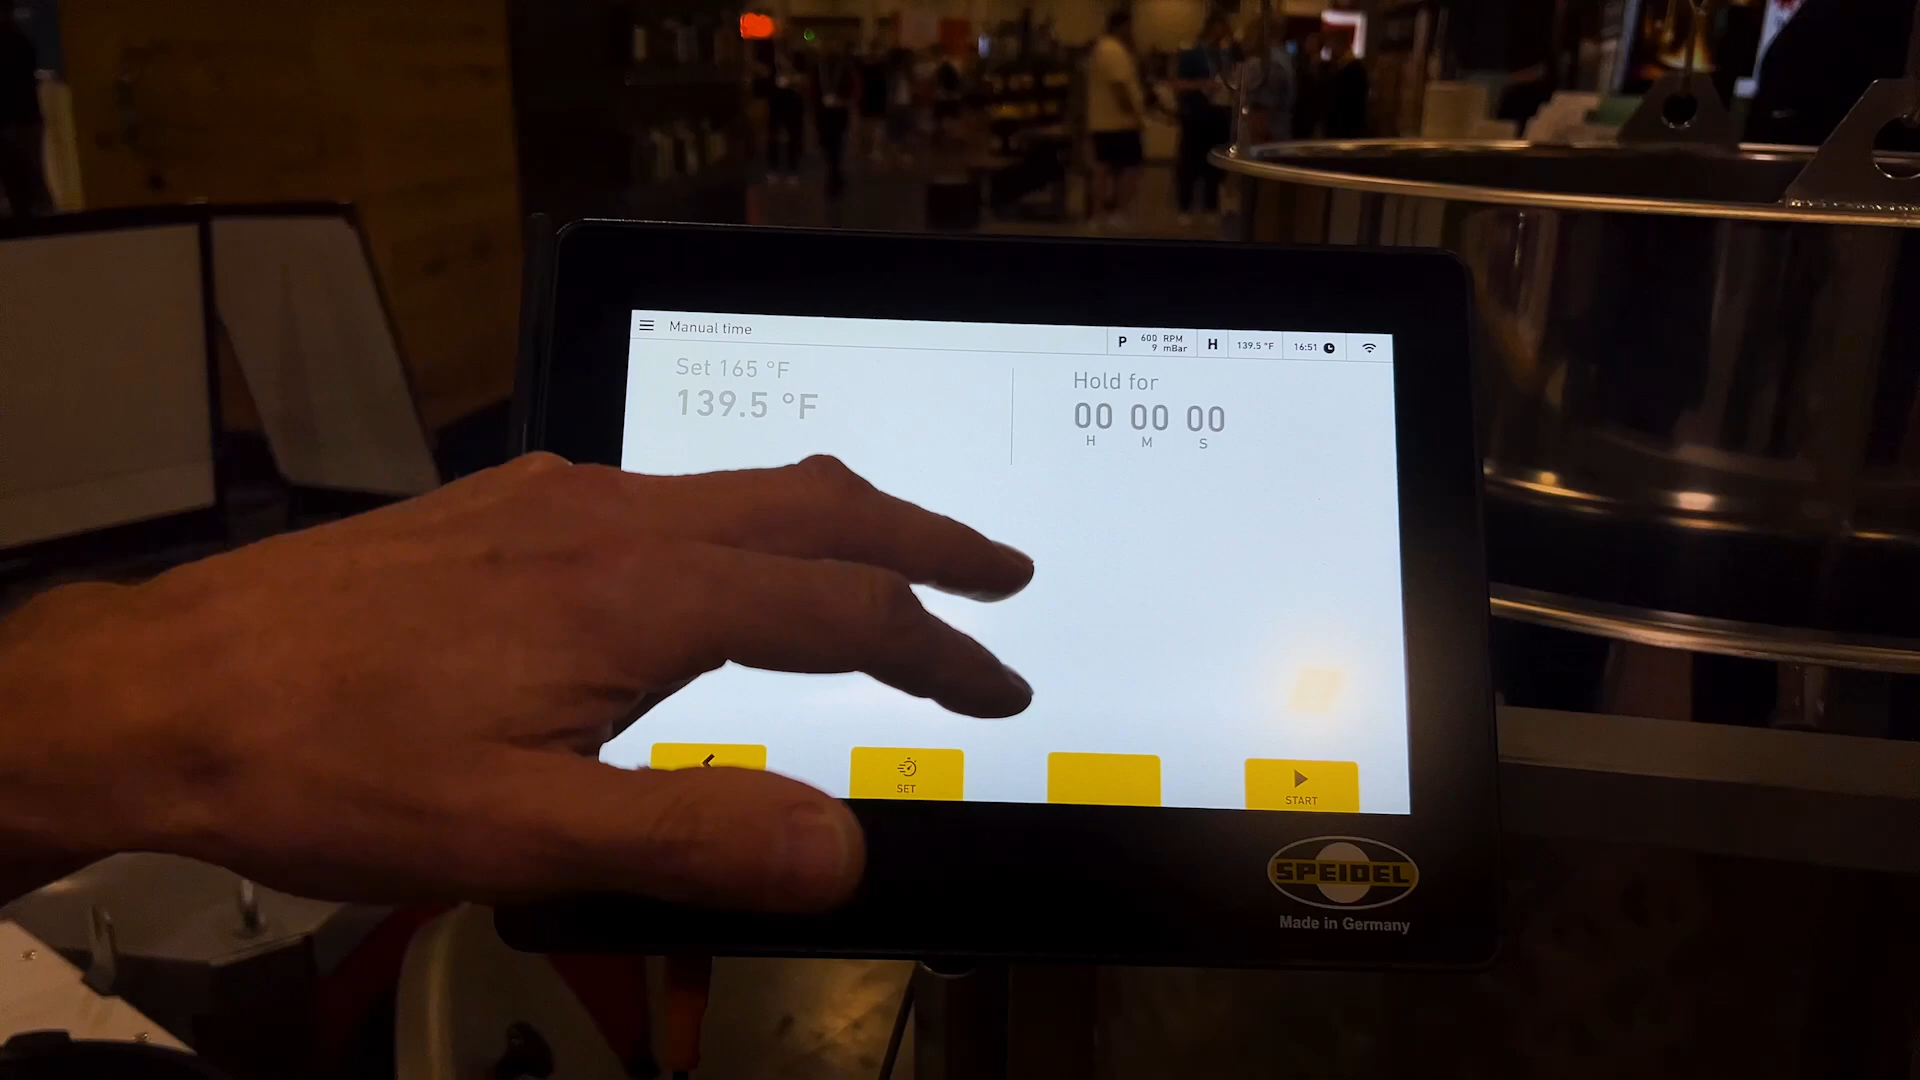 Manual time
P 600 RPM
9 mBar
H
139.5 °F
16:51
Set 165 °F
139.5 °F
Hold for
00 00 00
H M S
SET
START
SPEIDEL
Made in Germany